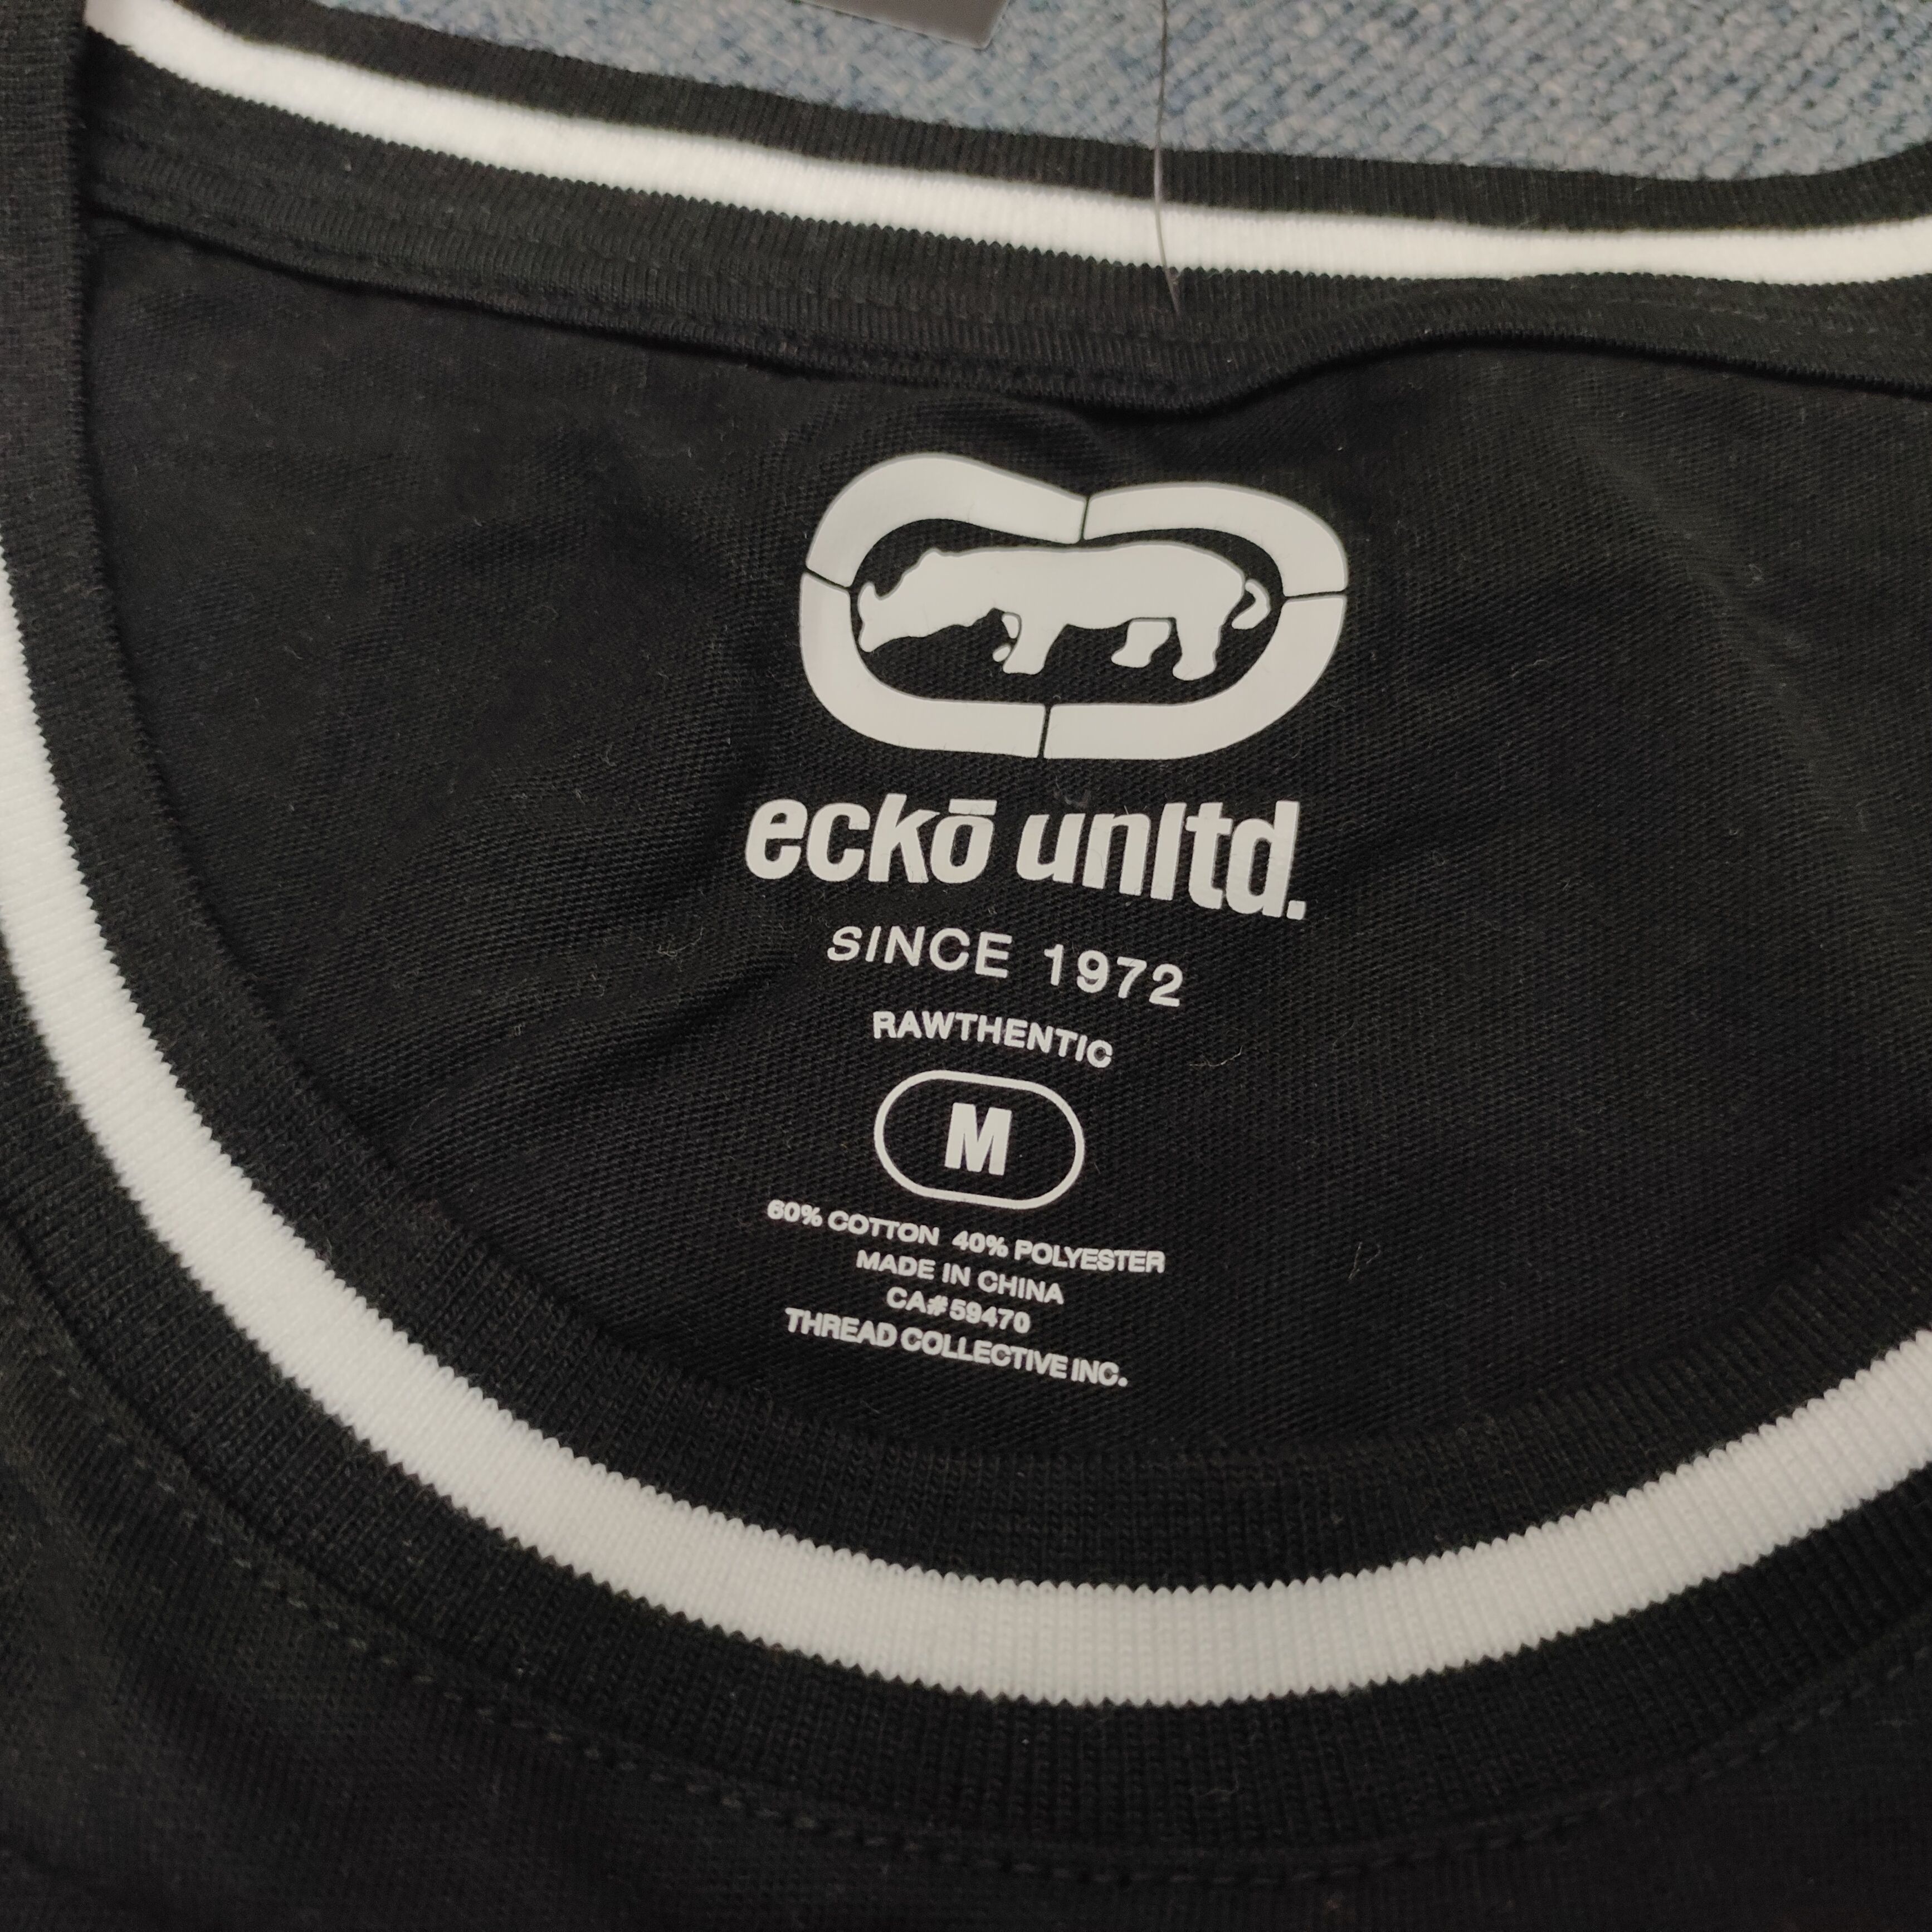 eckō unltd.
SINCE 1972
RAWTHENTIC
M
60% COTTON 40% POLYESTER
MADE IN CHINA
CA#59470
THREAD COLLECTIVE INC.